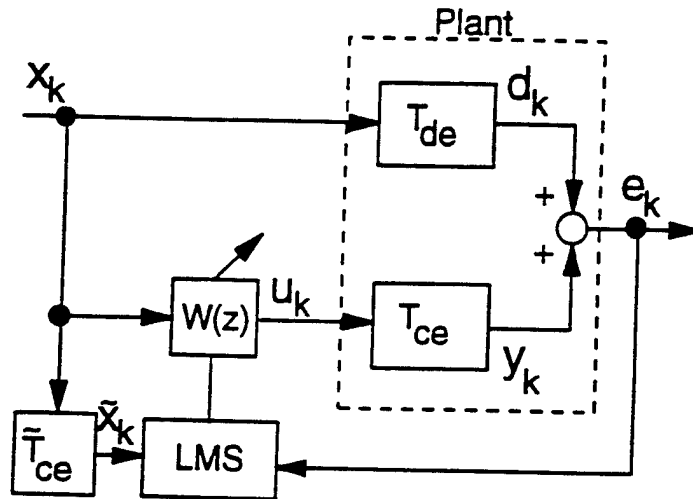 Plant
x_k
T_de
d_k
+
e_k
+
W(z)
u_k
T_ce
y_k
T̃_ce
x̃_k
LMS